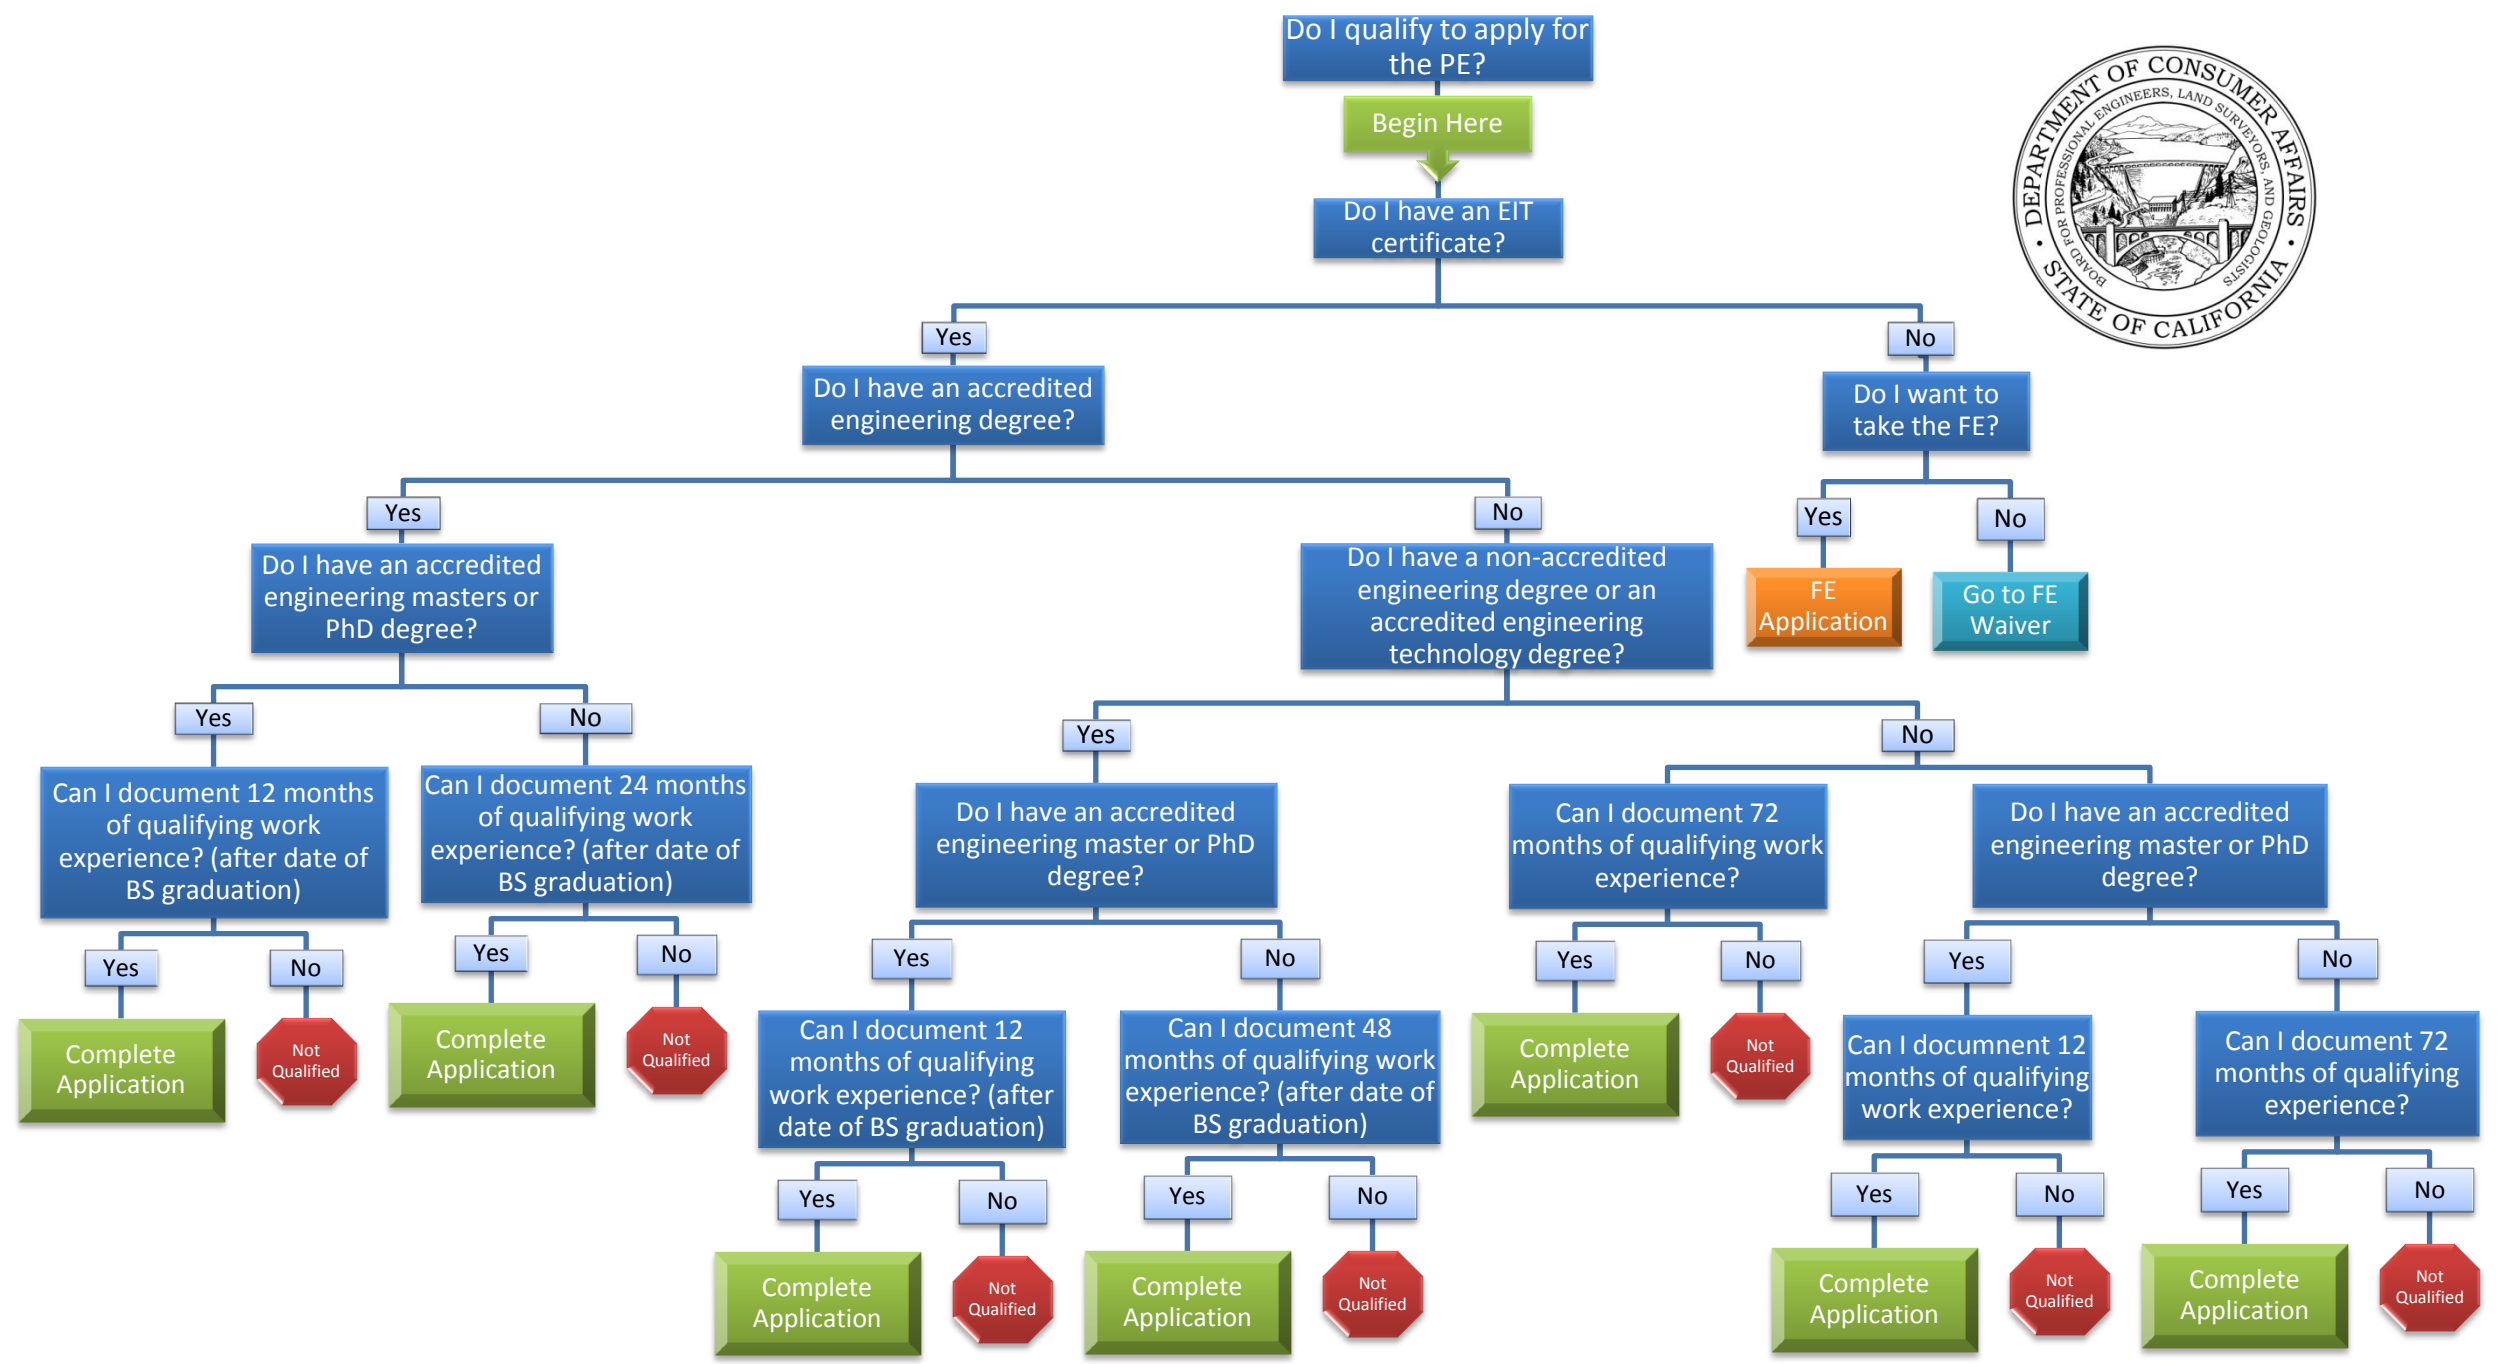 Do I qualify to apply for
the PE?
Begin Here
Do I have an EIT
certificate?
DEPARTMENT OF CONSUMER AFFAIRS
BOARD FOR PROFESSIONAL ENGINEERS, LAND SURVEYORS, AND GEOLOGISTS
• STATE OF CALIFORNIA •
Yes
No
Do I have an accredited
engineering degree?
Do I want to
take the FE?
Yes
No
Yes
No
Do I have an accredited
engineering masters or
PhD degree?
Do I have a non-accredited
engineering degree or an
accredited engineering
technology degree?
FE
Application
Go to FE
Waiver
Yes
No
Yes
No
Can I document 12 months
of qualifying work
experience? (after date of
BS graduation)
Can I document 24 months
of qualifying work
experience? (after date of
BS graduation)
Do I have an accredited
engineering master or PhD
degree?
Can I document 72
months of qualifying work
experience?
Do I have an accredited
engineering master or PhD
degree?
Yes
No
Yes
No
Yes
No
Yes
No
Yes
No
Complete
Application
Not
Qualified
Complete
Application
Not
Qualified
Can I document 12
months of qualifying
work experience? (after
date of BS graduation)
Can I document 48
months of qualifying work
experience? (after date of
BS graduation)
Complete
Application
Not
Qualified
Can I documnent 12
months of qualifying
work experience?
Can I document 72
months of qualifying
experience?
Yes
No
Yes
No
Yes
No
Yes
No
Complete
Application
Not
Qualified
Complete
Application
Not
Qualified
Complete
Application
Not
Qualified
Complete
Application
Not
Qualified